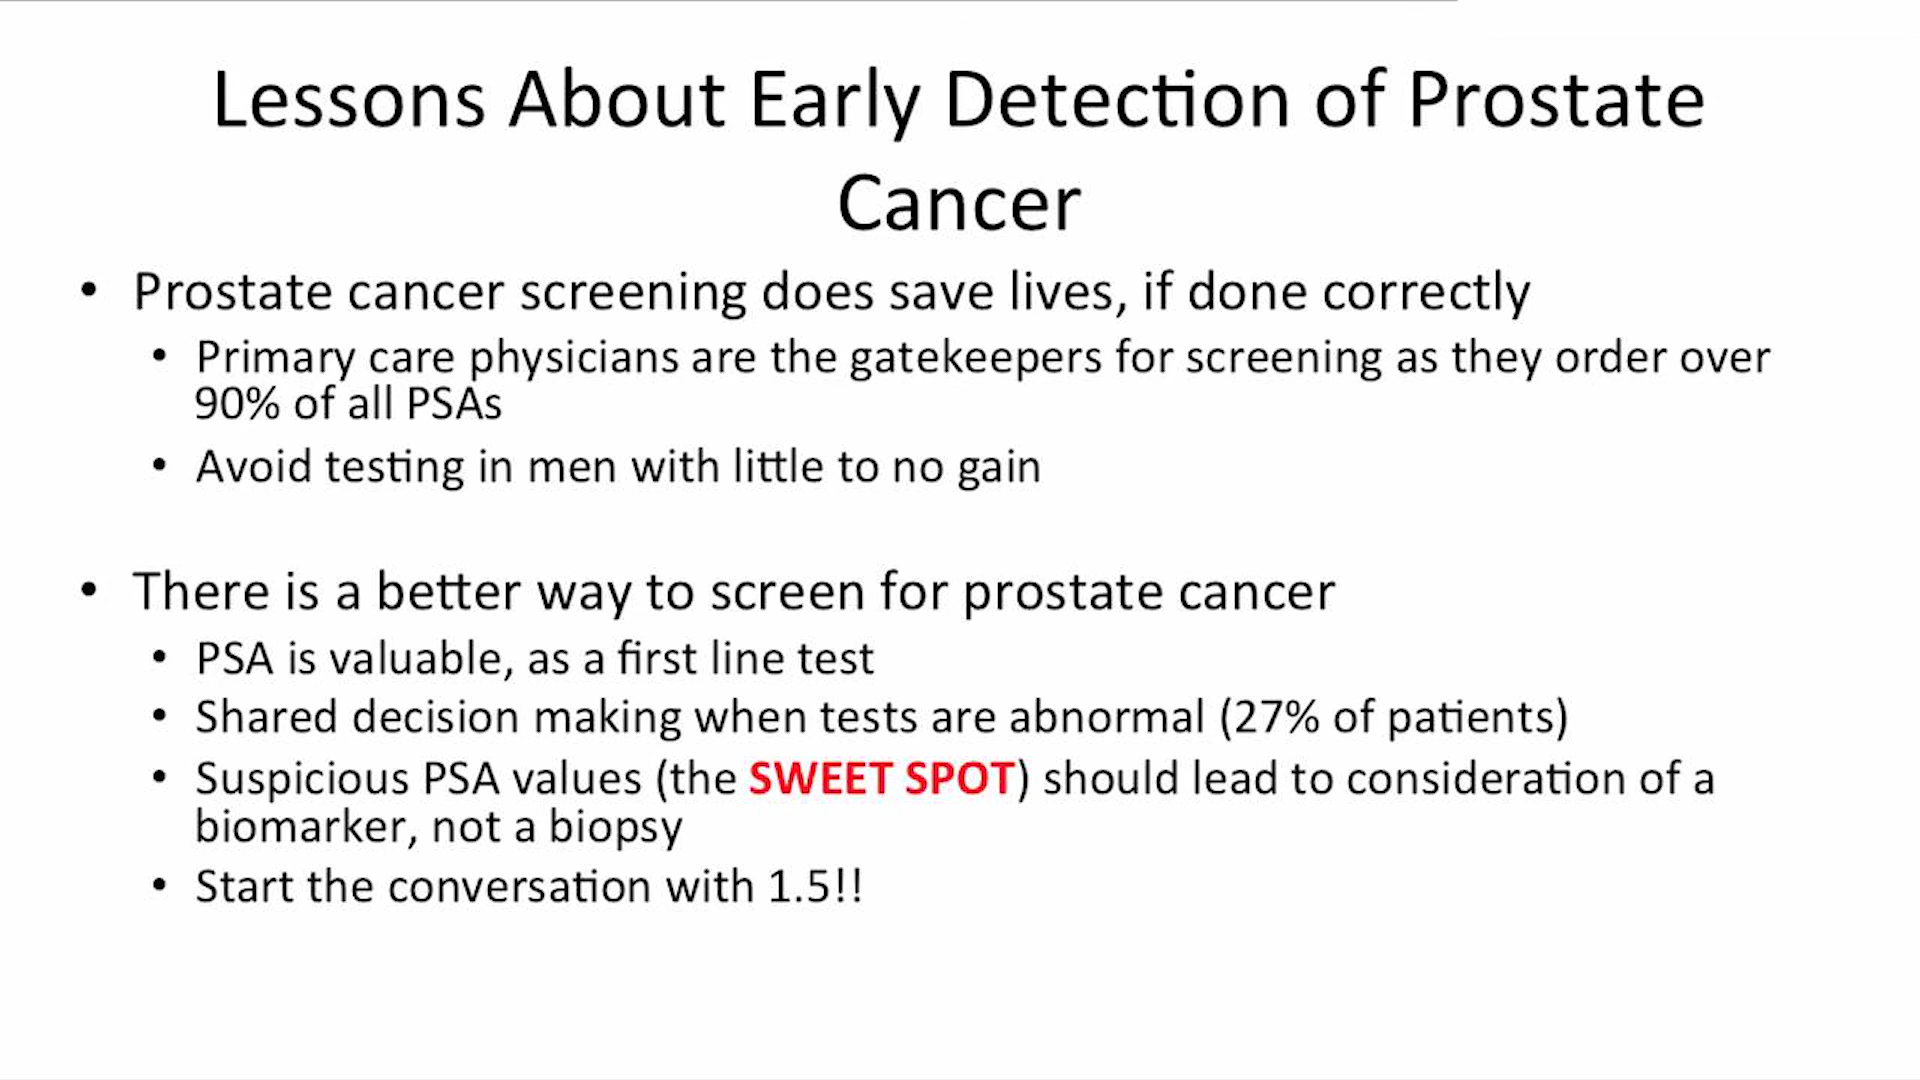 Lessons About Early Detection of Prostate
Cancer
• Prostate cancer screening does save lives, if done correctly
• Primary care physicians are the gatekeepers for screening as they order over
90% of all PSAs
• Avoid testing in men with little to no gain
• There is a better way to screen for prostate cancer
• PSA is valuable, as a first line test
• Shared decision making when tests are abnormal (27% of patients)
• Suspicious PSA values (the SWEET SPOT) should lead to consideration of a
biomarker, not a biopsy
• Start the conversation with 1.5!!